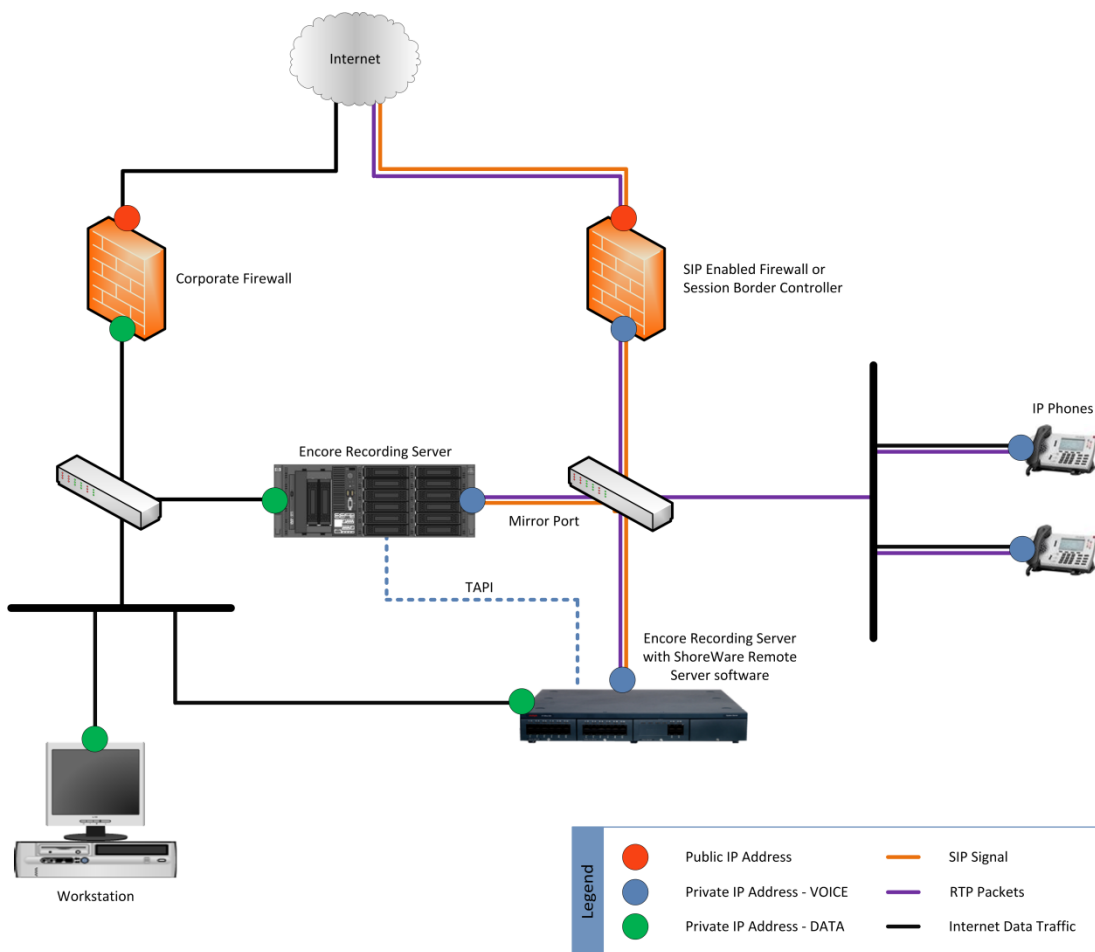 Internet
Corporate Firewall
SIP Enabled Firewall or
Session Border Controller
IP Phones
Encore Recording Server
Mirror Port
TAPI
Encore Recording Server
with ShoreWare Remote
Server software
Workstation
Legend
Public IP Address
SIP Signal
Private IP Address - VOICE
RTP Packets
Private IP Address - DATA
Internet Data Traffic